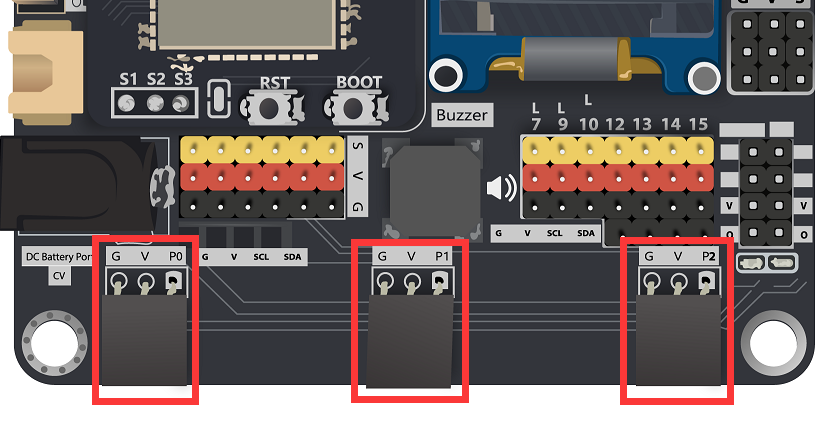 S1 S2 S3
RST
BOOT
Buzzer
L L L
7 9 10 12 13 14 15
S
V
G
V V
O O
G V SCL SDA
DC Battery Port
CV
G V P0
G V SCL SDA
G V P1
G V P2